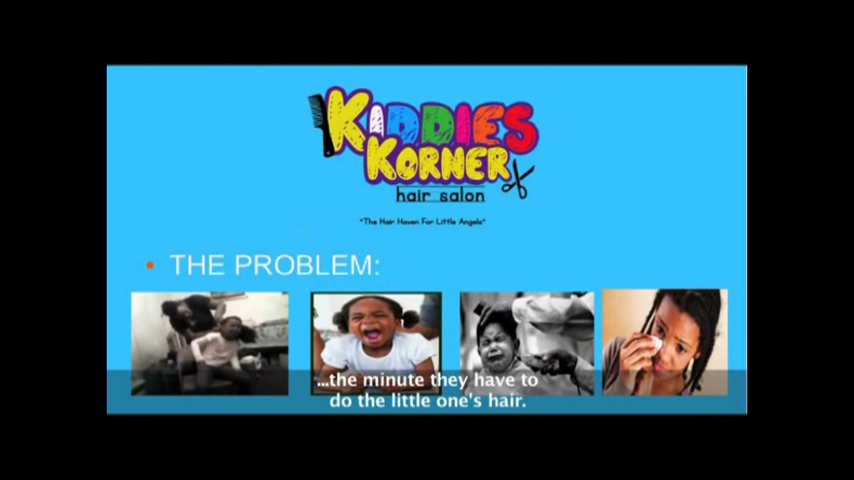 KIDDIES
KORNER
hair salon
"The Hair Haven For Little Angels"
• THE PROBLEM:
...the minute they have to
do the little one's hair.